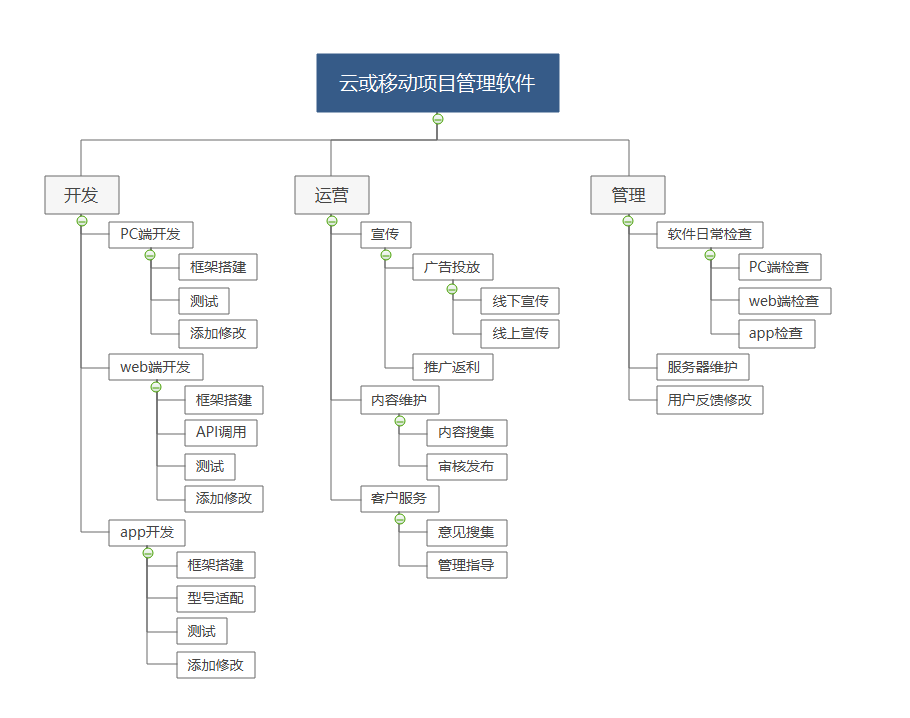 云或移动项目管理软件
开发
PC端开发
框架搭建
测试
添加修改
web端开发
框架搭建
API调用
测试
添加修改
app开发
框架搭建
型号适配
测试
添加修改
运营
宣传
广告投放
线下宣传
线上宣传
推广返利
内容维护
内容搜集
审核发布
客户服务
意见搜集
管理指导
管理
软件日常检查
PC端检查
web端检查
app检查
服务器维护
用户反馈修改